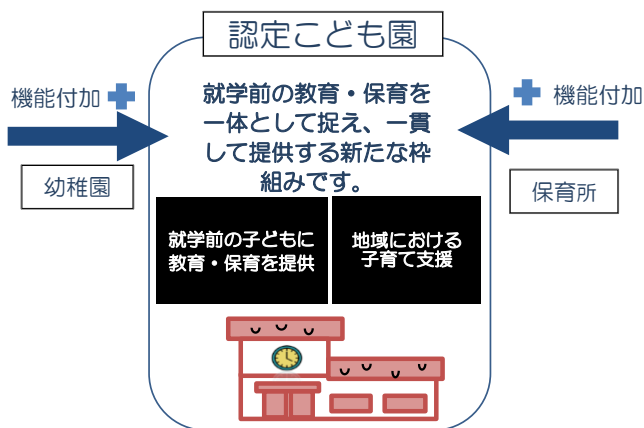 認定こども園
機能付加
幼稚園
就学前の教育・保育を
一体として捉え、一貫
して提供する新たな枠
組みです。
機能付加
保育所
就学前の子どもに
教育・保育を提供
地域における
子育て支援